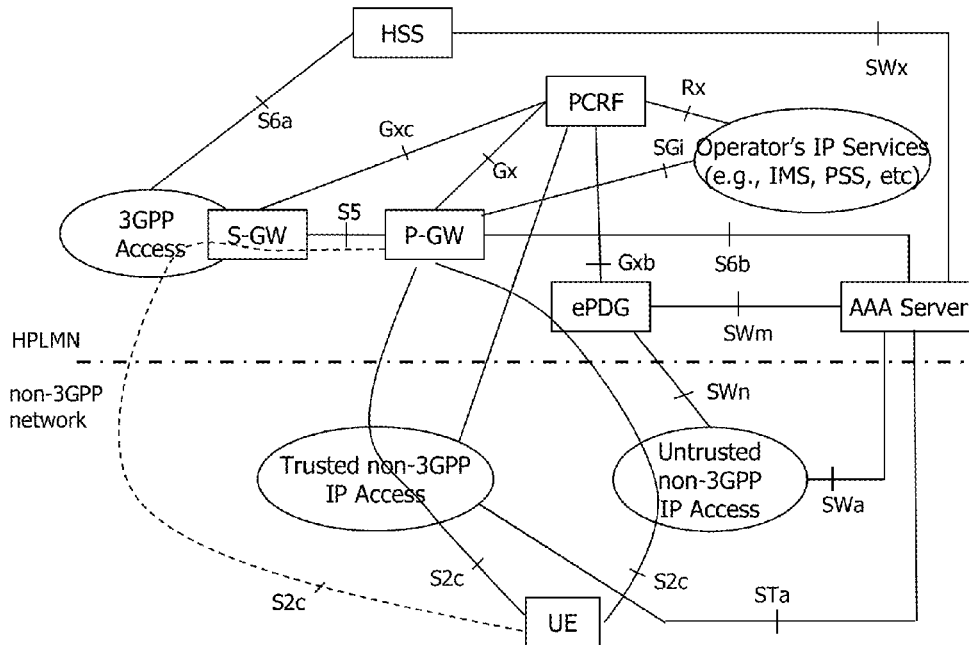 HSS
SWx
PCRF
Rx
S6a
Gxc
SGi
Gx
Operator's IP Services
(e.g., IMS, PSS, etc)
3GPP
Access
S-GW
S5
P-GW
Gxb
S6b
ePDG
AAA Server
SWm
HPLMN
non-3GPP
network
SWn
Trusted non-3GPP
IP Access
Untrusted
non-3GPP
IP Access
SWa
S2c
S2c
S2c
STa
UE